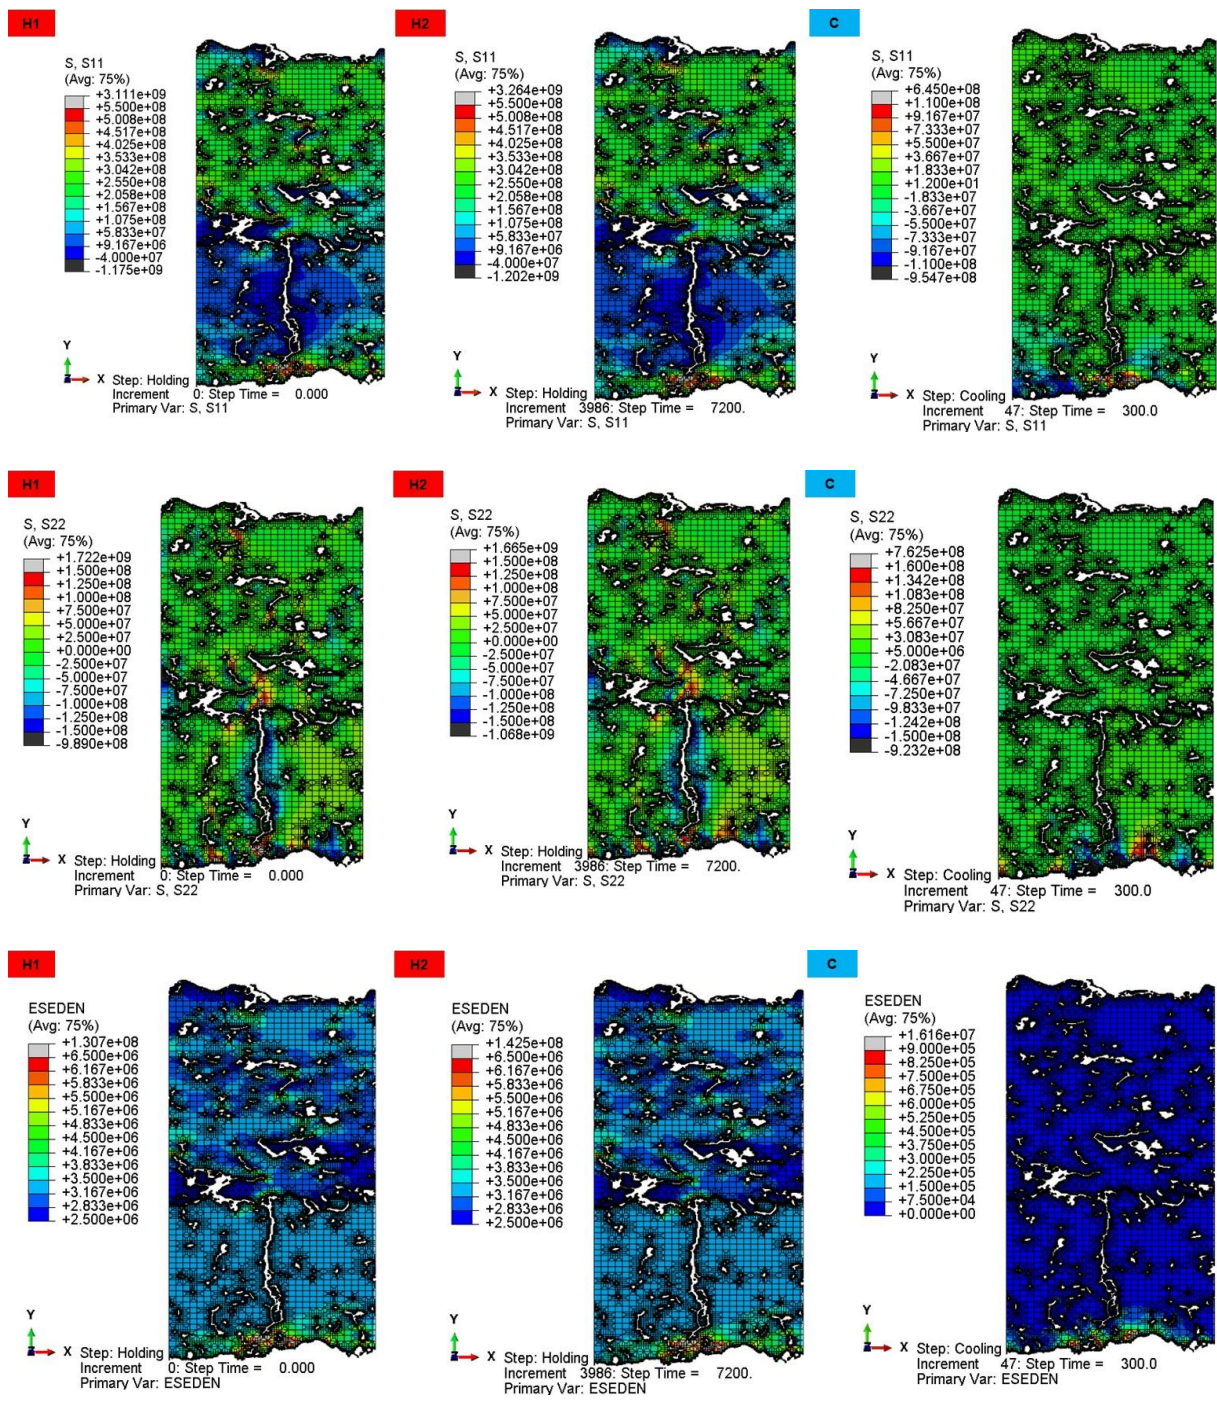 H1
S, S11
(Avg: 75%)
+3.111e+09
+5.500e+08
+5.008e+08
+4.517e+08
+4.025e+08
+3.533e+08
+3.042e+08
+2.550e+08
+2.058e+08
+1.567e+08
+1.075e+08
+5.833e+07
+9.167e+06
-4.000e+07
-1.175e+09
Y
X Step: Holding
Increment 0: Step Time = 0.000
Primary Var: S, S11
H2
S, S11
(Avg: 75%)
+3.264e+09
+5.500e+08
+5.008e+08
+4.517e+08
+4.025e+08
+3.533e+08
+3.042e+08
+2.550e+08
+2.058e+08
+1.567e+08
+1.075e+08
+5.833e+07
+9.167e+06
-4.000e+07
-1.202e+09
Y
X Step: Holding
Increment 3986: Step Time = 7200.
Primary Var: S, S11
C
S, S11
(Avg: 75%)
+6.450e+08
+1.100e+08
+9.167e+07
+7.333e+07
+5.500e+07
+3.667e+07
+1.833e+07
+1.200e+01
-1.833e+07
-3.667e+07
-5.500e+07
-7.333e+07
-9.167e+07
-1.100e+08
-9.547e+08
Y
X Step: Cooling
Increment 47: Step Time = 300.0
Primary Var: S, S11
H1
S, S22
(Avg: 75%)
+1.722e+09
+1.500e+08
+1.250e+08
+1.000e+08
+7.500e+07
+5.000e+07
+2.500e+07
+0.000e+00
-2.500e+07
-5.000e+07
-7.500e+07
-1.000e+08
-1.250e+08
-1.500e+08
-9.890e+08
Y
X Step: Holding
Increment 0: Step Time = 0.000
Primary Var: S, S22
H2
S, S22
(Avg: 75%)
+1.665e+09
+1.500e+08
+1.250e+08
+1.000e+08
+7.500e+07
+5.000e+07
+2.500e+07
+0.000e+00
-2.500e+07
-5.000e+07
-7.500e+07
-1.000e+08
-1.250e+08
-1.500e+08
-1.068e+09
Y
X Step: Holding
Increment 3986: Step Time = 7200.
Primary Var: S, S22
C
S, S22
(Avg: 75%)
+7.625e+08
+1.600e+08
+1.342e+08
+1.083e+08
+8.250e+07
+5.667e+07
+3.083e+07
+5.000e+06
-2.083e+07
-4.667e+07
-7.250e+07
-9.833e+07
-1.242e+08
-1.500e+08
-9.232e+08
Y
X Step: Cooling
Increment 47: Step Time = 300.0
Primary Var: S, S22
H1
ESEDEN
(Avg: 75%)
+1.307e+08
+6.500e+06
+6.167e+06
+5.833e+06
+5.500e+06
+5.167e+06
+4.833e+06
+4.500e+06
+4.167e+06
+3.833e+06
+3.500e+06
+3.167e+06
+2.833e+06
+2.500e+06
Y
X Step: Holding
Increment 0: Step Time = 0.000
Primary Var: ESEDEN
H2
ESEDEN
(Avg: 75%)
+1.425e+08
+6.500e+06
+6.167e+06
+5.833e+06
+5.500e+06
+5.167e+06
+4.833e+06
+4.500e+06
+4.167e+06
+3.833e+06
+3.500e+06
+3.167e+06
+2.833e+06
+2.500e+06
Y
X Step: Holding
Increment 3986: Step Time = 7200.
Primary Var: ESEDEN
C
ESEDEN
(Avg: 75%)
+1.616e+07
+9.000e+05
+8.250e+05
+7.500e+05
+6.750e+05
+6.000e+05
+5.250e+05
+4.500e+05
+3.750e+05
+3.000e+05
+2.250e+05
+1.500e+05
+7.500e+04
+0.000e+00
Y
X Step: Cooling
Increment 47: Step Time = 300.0
Primary Var: ESEDEN